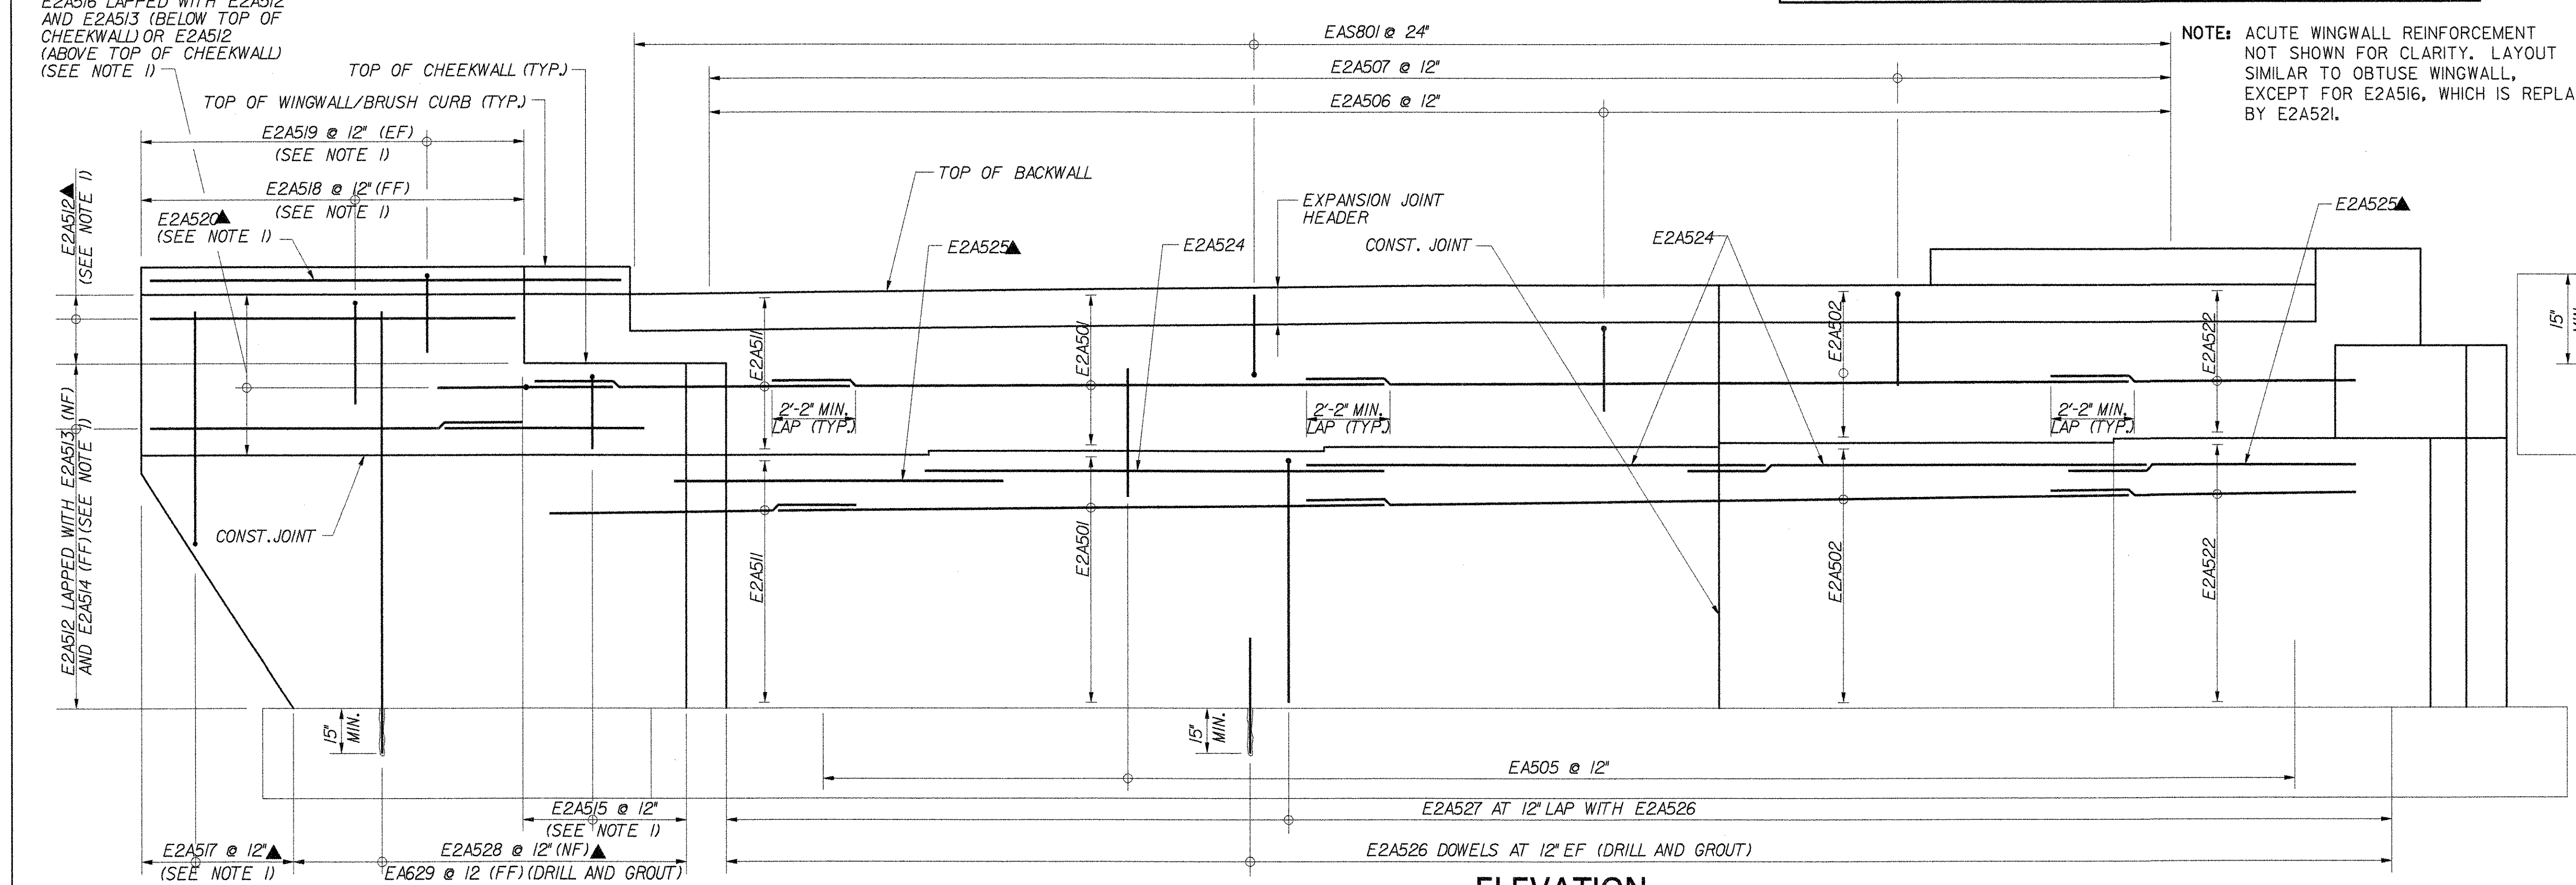 E2A516 LAPPED WITH E2A512
AND E2A513 (BELOW TOP OF
CHEEKWALL) OR E2A512
(ABOVE TOP OF CHEEKWALL)
(SEE NOTE 1)
TOP OF CHEEKWALL (TYP.)
TOP OF WINGWALL/BRUSH CURB (TYP.)
E2A519 @ 12" (EF)
(SEE NOTE 1)
E2A518 @ 12" (FF)
(SEE NOTE 1)
E2A520▲
(SEE NOTE 1)
E2A512▲
(SEE NOTE 1)
EAS801 @ 24"
E2A507 @ 12"
E2A506 @ 12"
NOTE: ACUTE WINGWALL REINFORCEMENT
NOT SHOWN FOR CLARITY. LAYOUT
SIMILAR TO OBTUSE WINGWALL,
EXCEPT FOR E2A516, WHICH IS REPLA
BY E2A521.
TOP OF BACKWALL
EXPANSION JOINT
HEADER
E2A525▲
E2A524
CONST. JOINT
E2A524
E2A525▲
E2A511
E2A501
E2A502
E2A522
15"
2'-2" MIN.
LAP (TYP.)
2'-2" MIN.
LAP (TYP.)
2'-2" MIN.
LAP (TYP.)
E2A512 LAPPED WITH E2A513 (NF)
AND E2A514 (FF) (SEE NOTE 1)
CONST. JOINT
E2A511
E2A501
E2A502
E2A522
15"
MIN.
15"
MIN.
EA505 @ 12"
E2A515 @ 12"
(SEE NOTE 1)
E2A527 AT 12" LAP WITH E2A526
E2A517 @ 12"▲
(SEE NOTE 1)
E2A528 @ 12" (NF)▲
EA629 @ 12 (FF) (DRILL AND GROUT)
E2A526 DOWELS AT 12" EF (DRILL AND GROUT)
ELEVATION